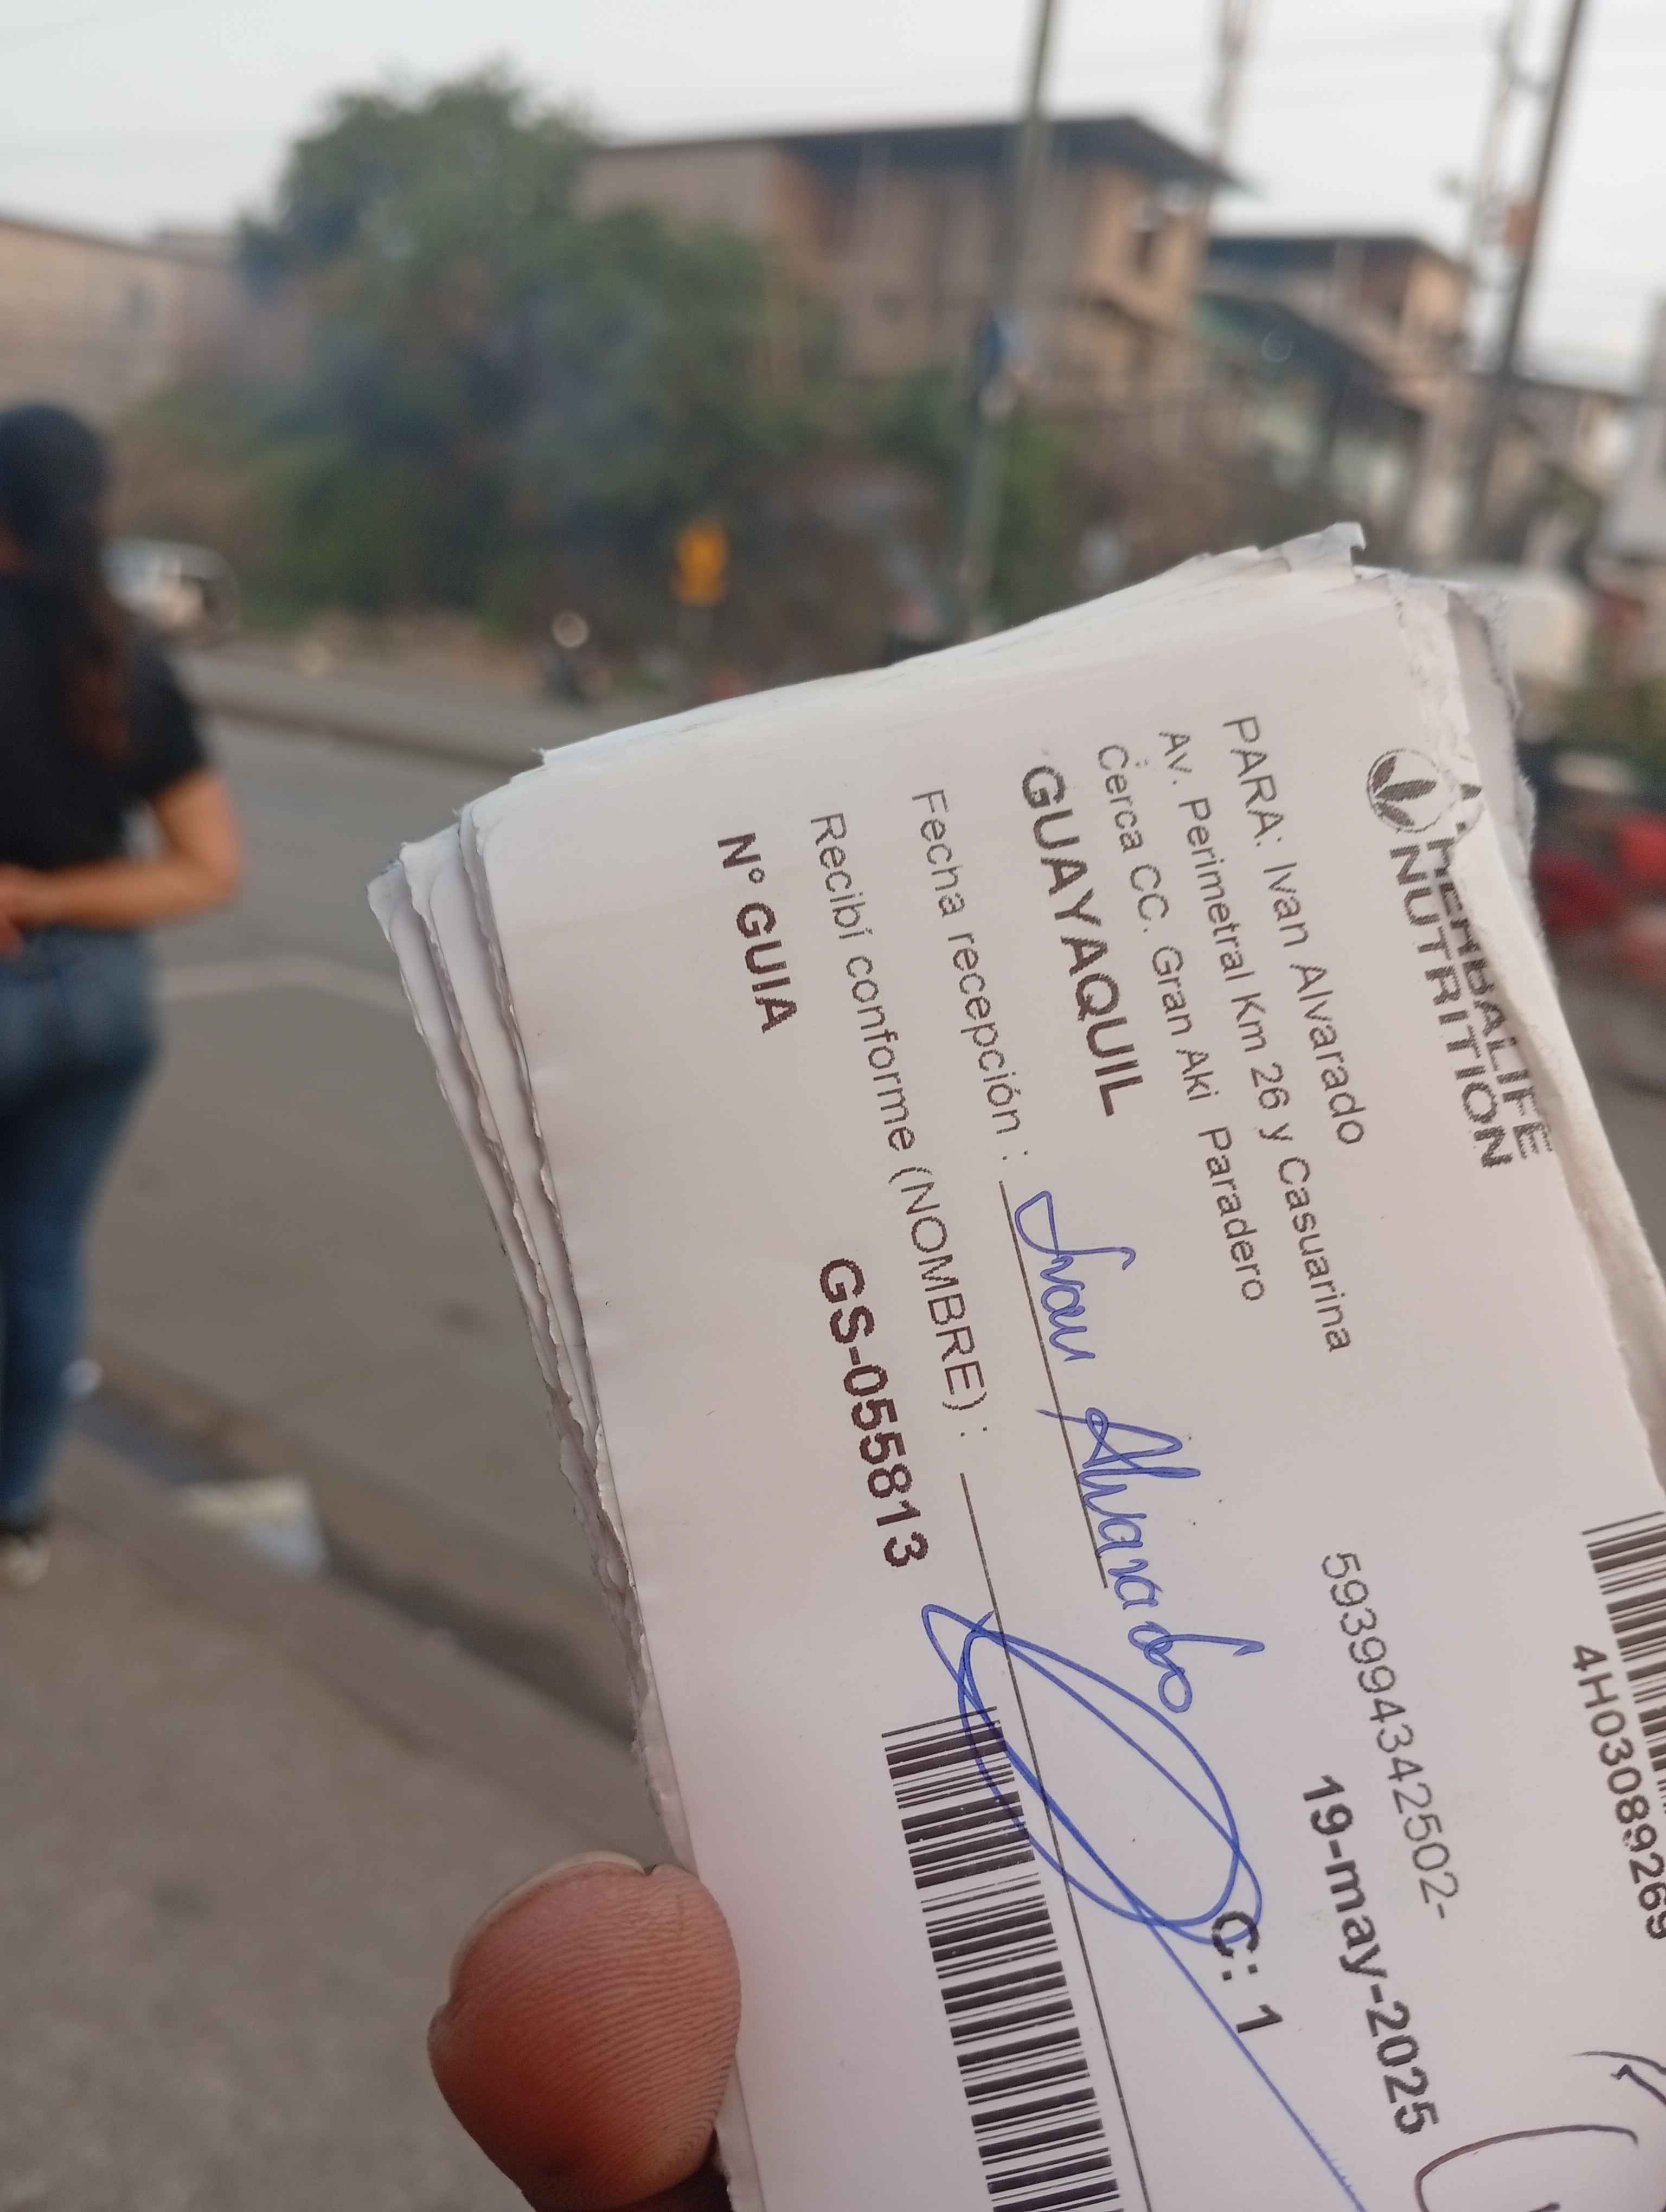 HERBALIFE
NUTRITION
4H03089269
PARA: Ivan Alvarado
Av. Perimetral Km 26 y Casuarina
593994342502-
Cerca CC. Gran Aki Paradero
19-may-2025
GUAYAQUIL
C: 1
Fecha recepción : Ivan Alvarado
Recibí conforme (NOMBRE) :
N° GUIA GS-055813